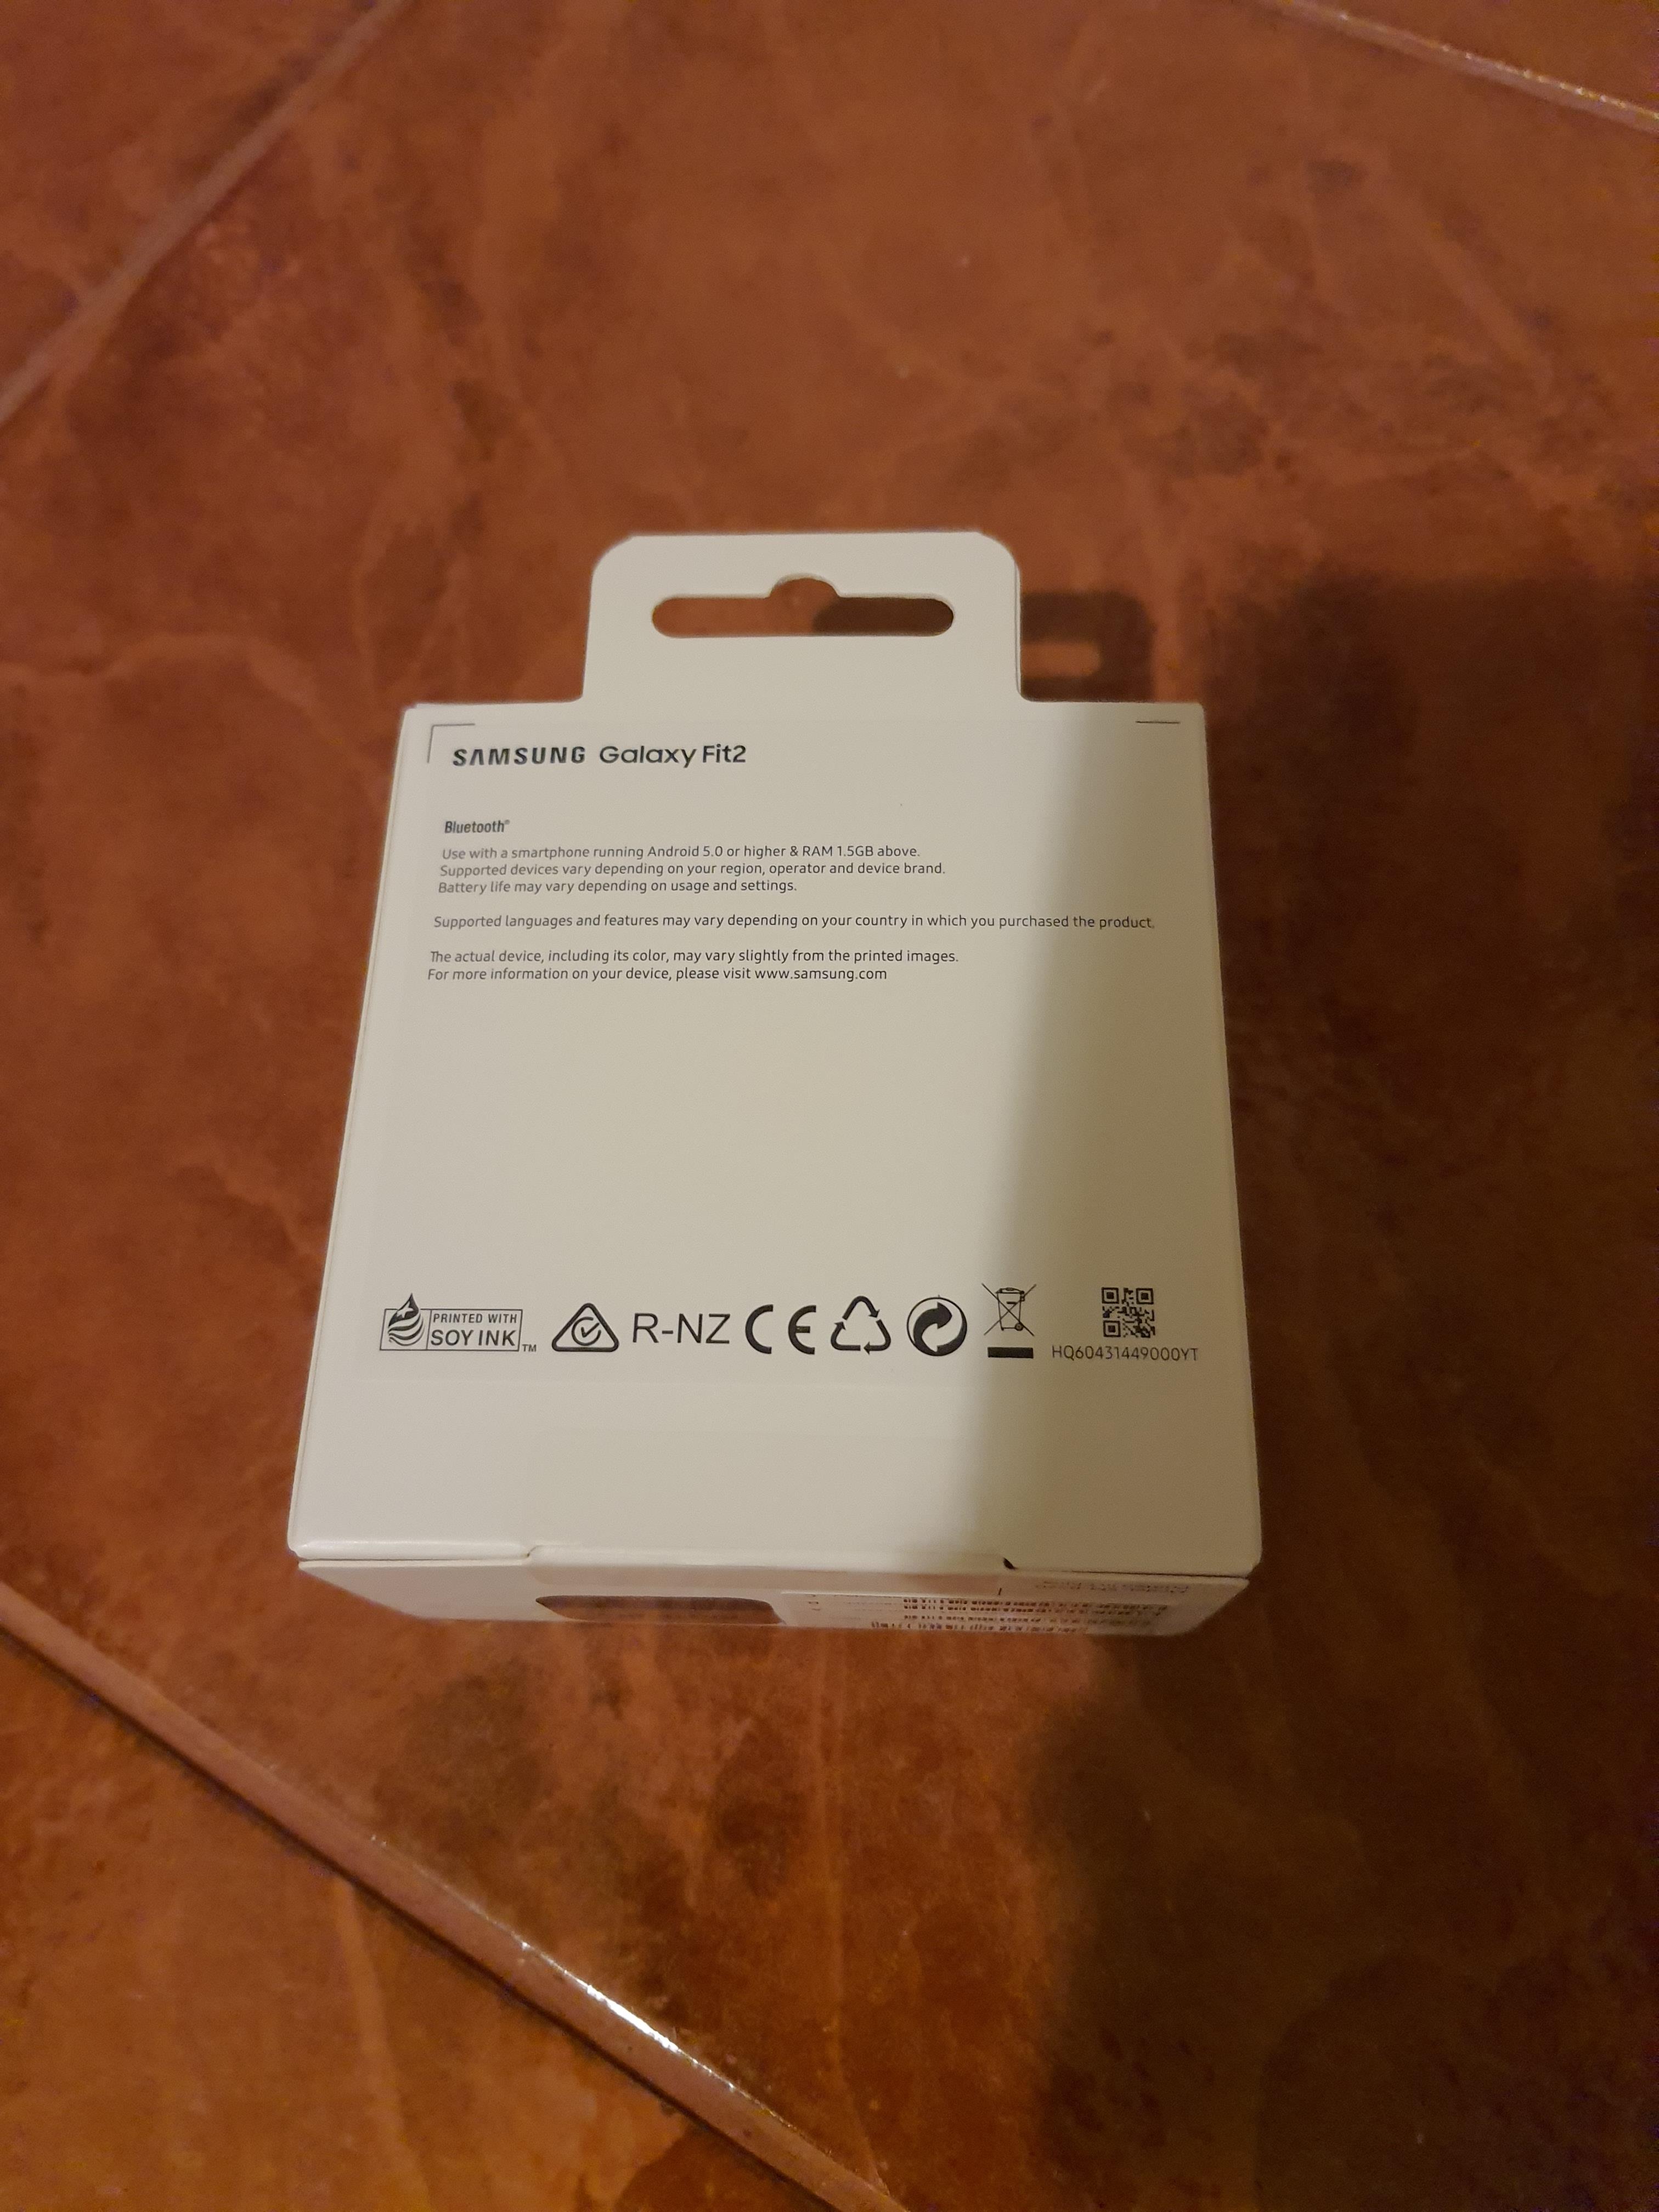 SAMSUNG Galaxy Fit2
Bluetooth®
Use with a smartphone running Android 5.0 or higher & RAM 1.5GB above.
Supported devices vary depending on your region, operator and device brand.
Battery life may vary depending on usage and settings.
Supported languages and features may vary depending on your country in which you purchased the product.
The actual device, including its color, may vary slightly from the printed images.
For more information on your device, please visit www.samsung.com
PRINTED WITH
SOY INK™
R-NZ CE
HQ60431449000YT